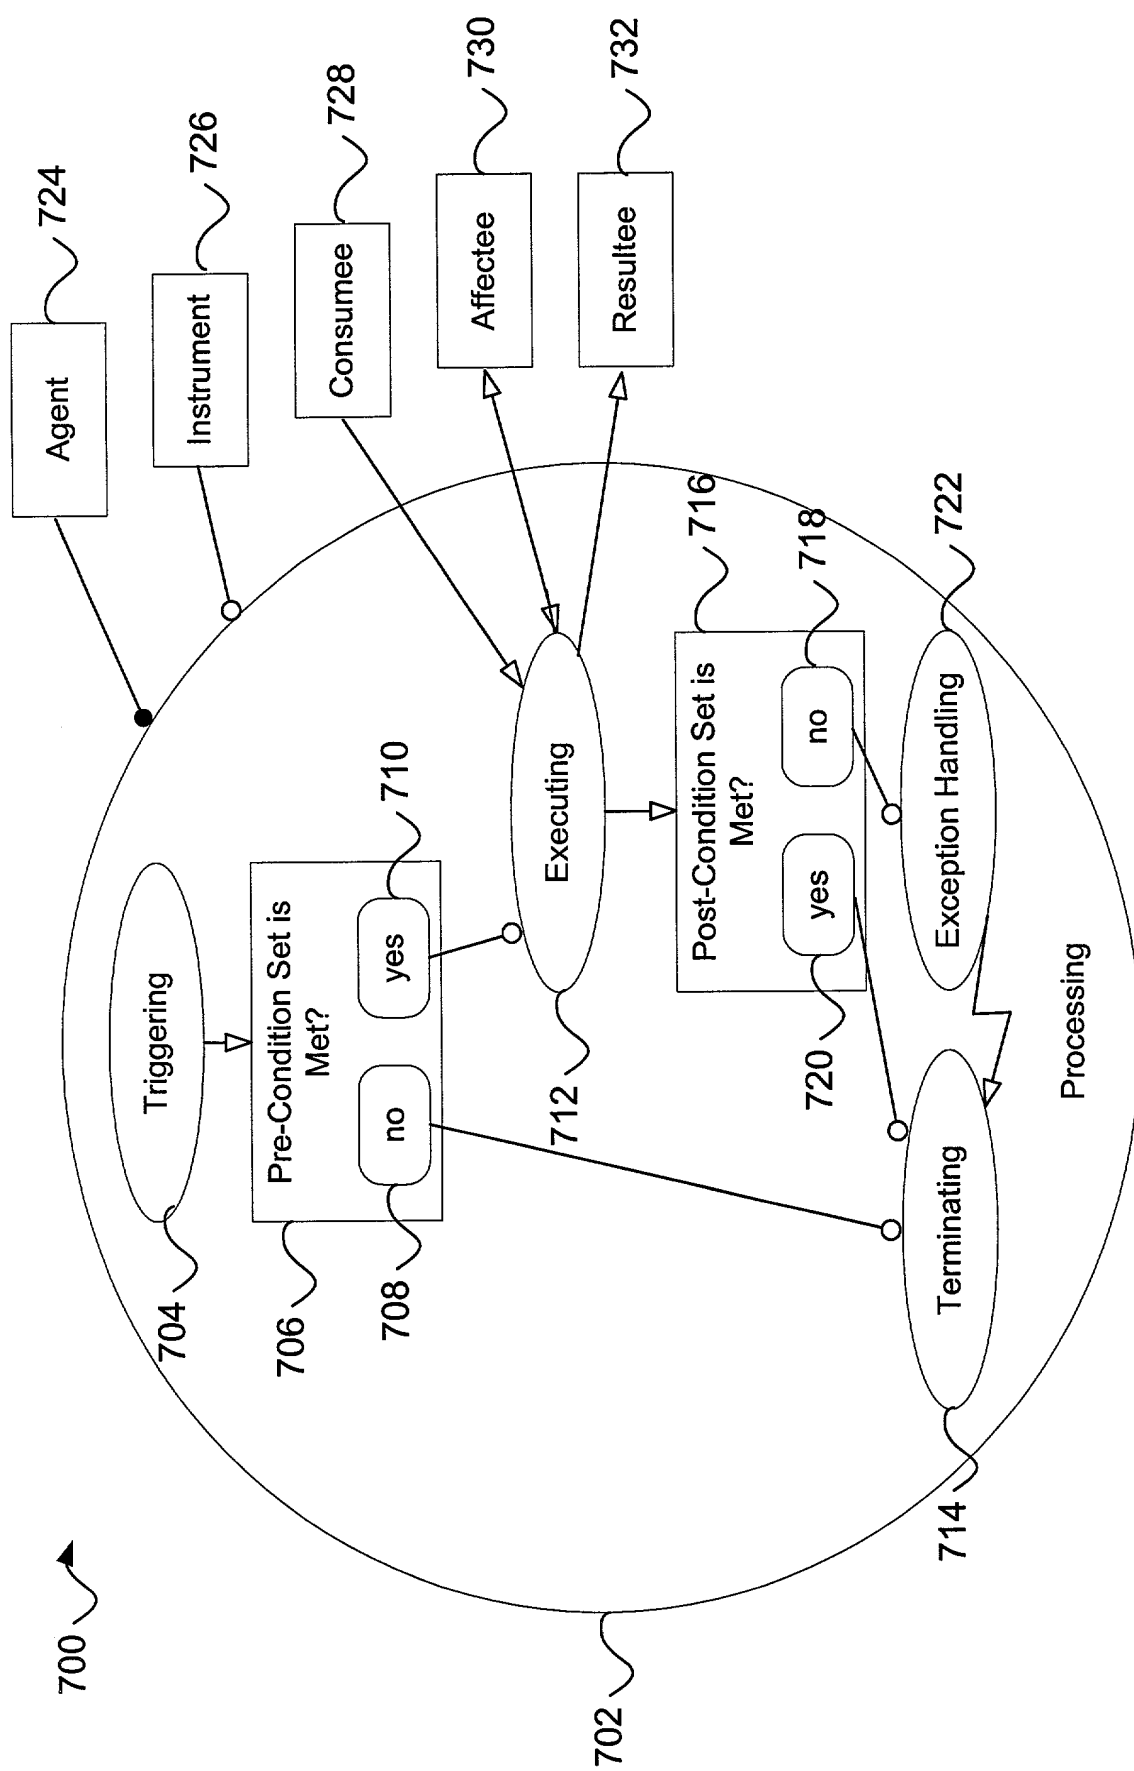 700
702
Agent
724
Instrument
726
Consumee
728
Affectee
730
Resultee
732
Triggering
704
Pre-Condition Set is
Met?
706
no
708
yes
710
Executing
712
Post-Condition Set is
Met?
716
yes
720
no
718
Terminating
714
Exception Handling
722
Processing